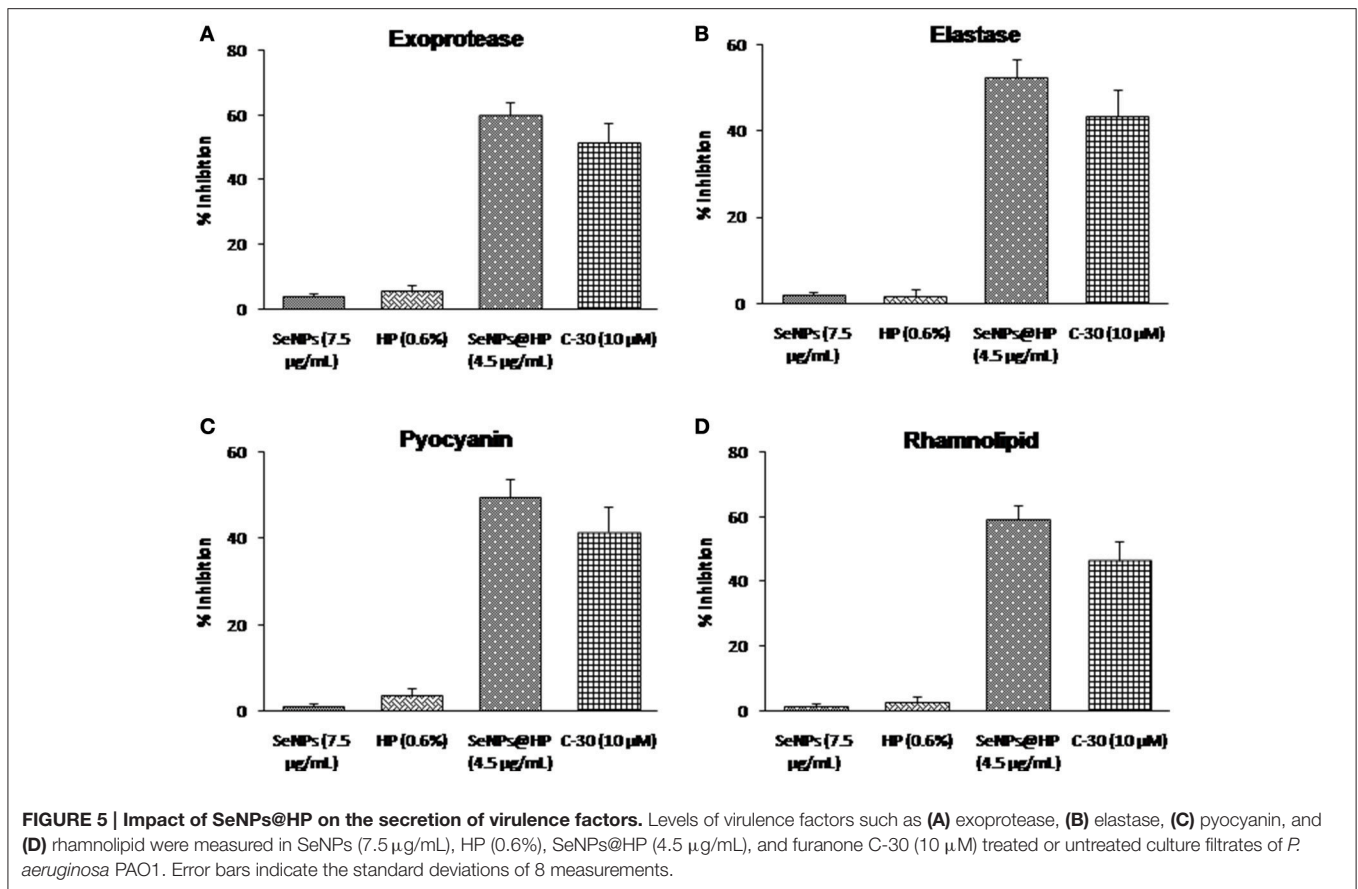 A
Exoprotease
80
60
40
20
0
% Inhibition
SeNPs (7.5 µg/mL)
HP (0.6%)
SeNPs@HP (4.5 µg/mL)
C-30 (10 µM)
B
Elastase
60
40
20
0
% Inhibition
SeNPs (7.5 µg/mL)
HP (0.6%)
SeNPs@HP (4.5 µg/mL)
C-30 (10 µM)
C
Pyocyanin
60
40
20
0
% Inhibition
SeNPs (7.5 µg/mL)
HP (0.6%)
SeNPs@HP (4.5 µg/mL)
C-30 (10 µM)
D
Rhamnolipid
80
60
40
20
0
% Inhibition
SeNPs (7.5 µg/mL)
HP (0.6%)
SeNPs@HP (4.5 µg/mL)
C-30 (10 µM)
FIGURE 5 | Impact of SeNPs@HP on the secretion of virulence factors. Levels of virulence factors such as (A) exoprotease, (B) elastase, (C) pyocyanin, and
(D) rhamnolipid were measured in SeNPs (7.5 µg/mL), HP (0.6%), SeNPs@HP (4.5 µg/mL), and furanone C-30 (10 µM) treated or untreated culture filtrates of P.
aeruginosa PAO1. Error bars indicate the standard deviations of 8 measurements.